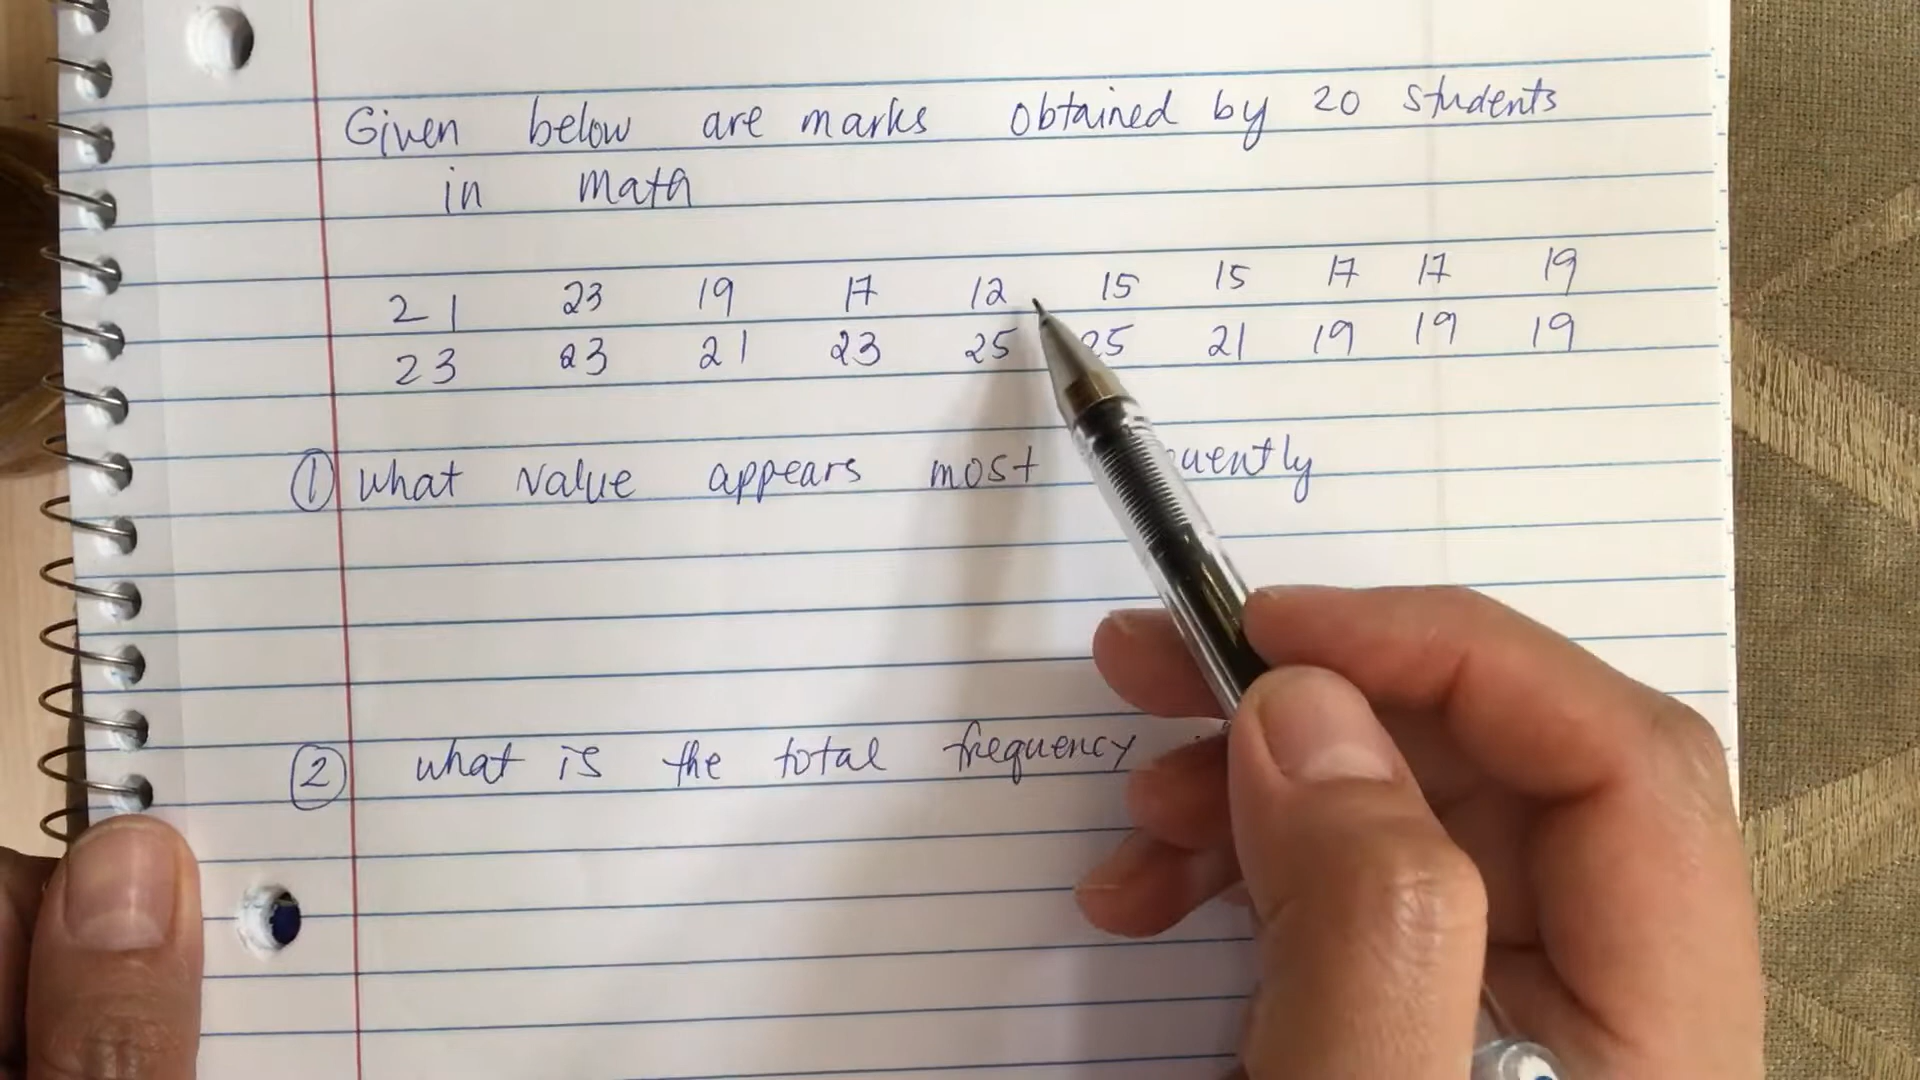 Given below are marks obtained by 20 students
in math
21 23 19 17 12 15 15 17 17 19
23 23 21 23 25 25 21 19 19 19
① what value appears most
② what is the total frequency